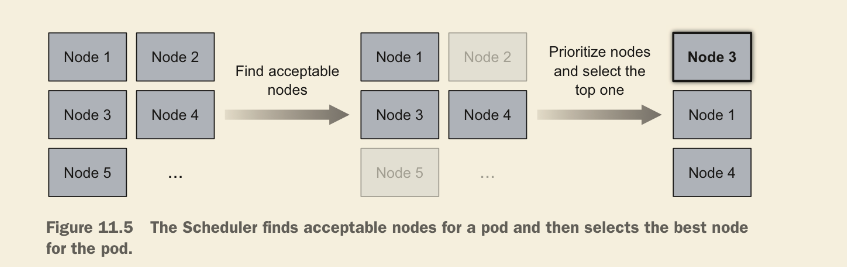 Node 1 Node 2
Node 3 Node 4
Node 5 ...
Find acceptable
nodes
Node 1 Node 2
Node 3 Node 4
Node 5 ...
Prioritize nodes
and select the
top one
Node 3
Node 1
Node 4
Figure 11.5 The Scheduler finds acceptable nodes for a pod and then selects the best node
for the pod.